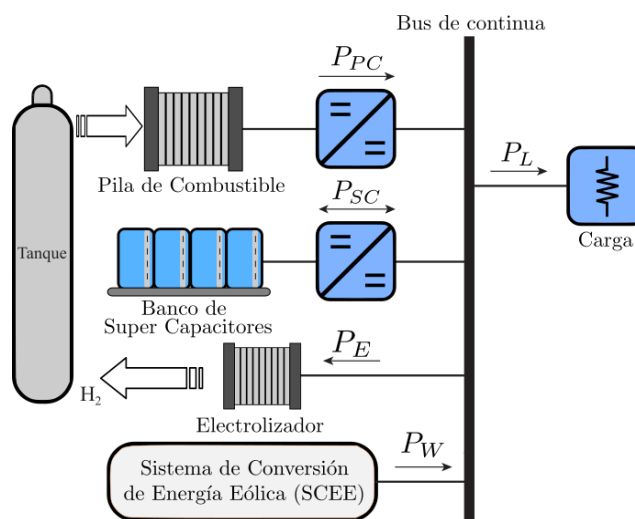 Bus de continua
P_PC
P_L
Pila de Combustible
P_SC
Carga
Tanque
Banco de
Super Capacitores
P_E
H₂
Electrolizador
P_W
Sistema de Conversión
de Energía Eólica (SCEE)